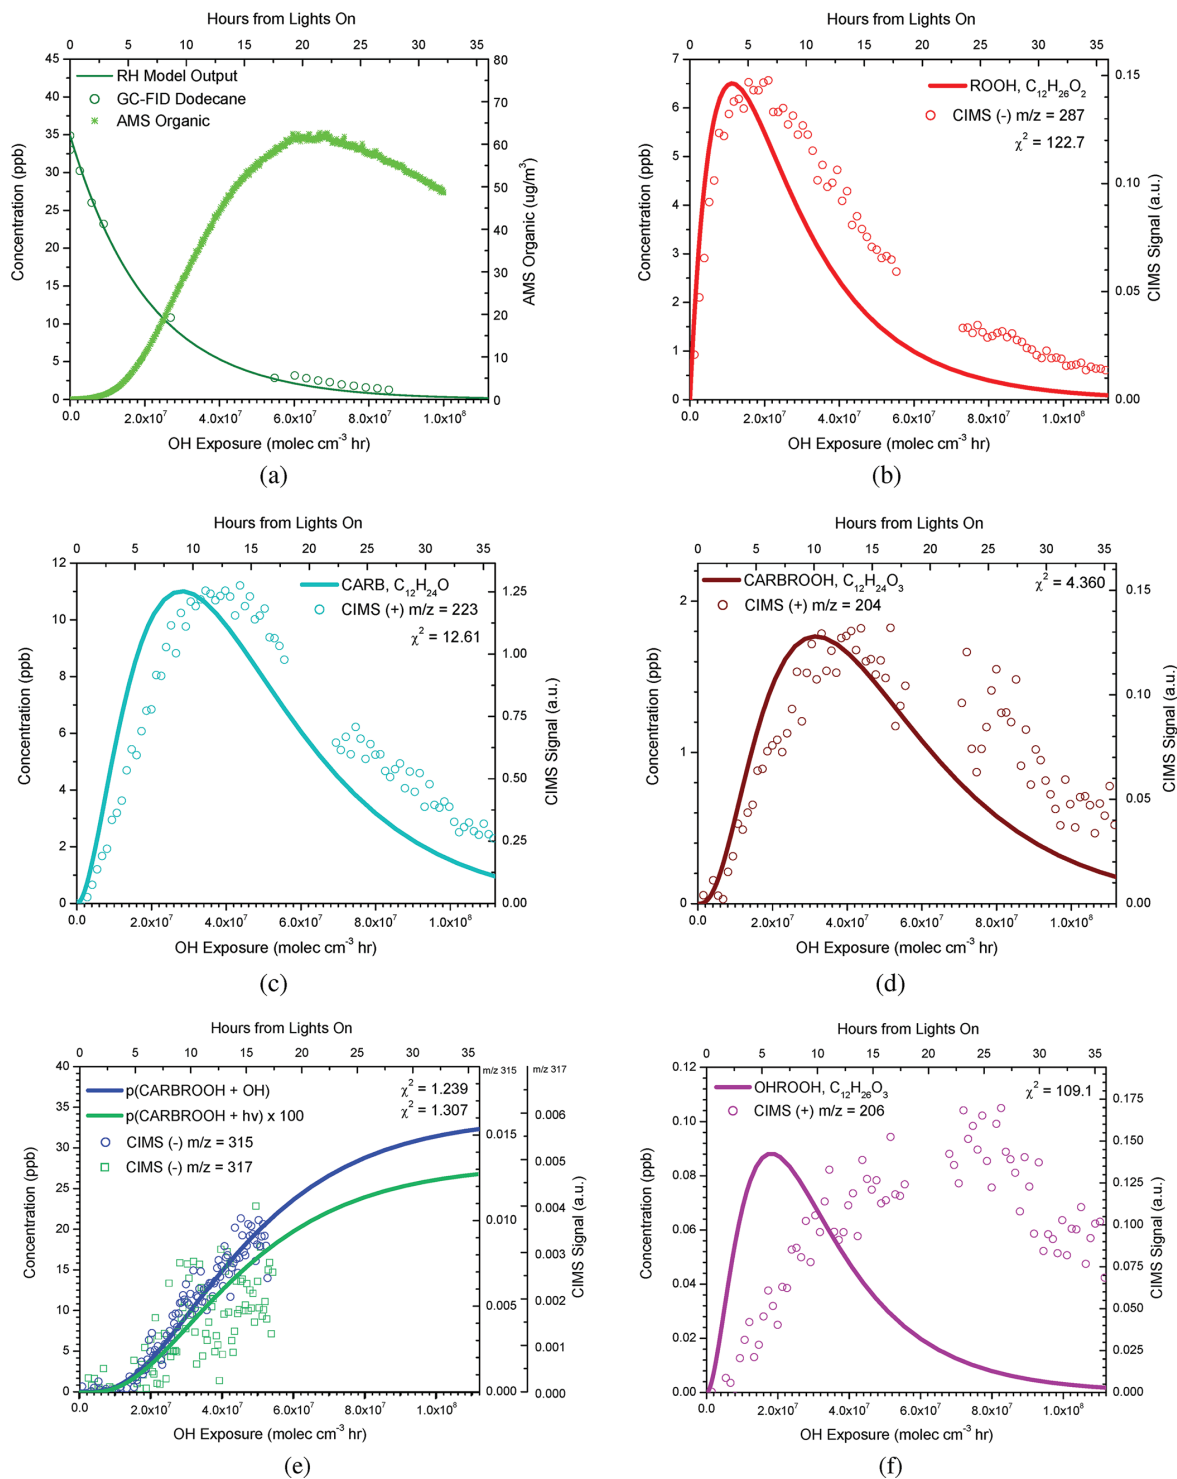 Hours from Lights On
0 5 10 15 20 25 30 35
45 40 35 30 25 20 15 10 5 0
Concentration (ppb)
RH Model Output
GC-FID Dodecane
AMS Organic
80 70 60 50 40 30 20 10 0
AMS Organic (ug/m³)
0.0 2.0x10⁷ 4.0x10⁷ 6.0x10⁷ 8.0x10⁷ 1.0x10⁸
OH Exposure (molec cm⁻³ hr)
(a)
Hours from Lights On
0 5 10 15 20 25 30 35
7 6 5 4 3 2 1 0
Concentration (ppb)
ROOH, C₁₂H₂₆O₂
CIMS (-) m/z = 287
χ² = 122.7
0.15 0.10 0.05 0.00
CIMS Signal (a.u.)
0.0 2.0x10⁷ 4.0x10⁷ 6.0x10⁷ 8.0x10⁷ 1.0x10⁸
OH Exposure (molec cm⁻³ hr)
(b)
Hours from Lights On
0 5 10 15 20 25 30 35
12 11 10 8 6 4 2 0
Concentration (ppb)
CARB, C₁₂H₂₄O
CIMS (+) m/z = 223
χ² = 12.61
1.25 1.00 0.75 0.50 0.25 0.00
CIMS Signal (a.u.)
0.0 2.0x10⁷ 4.0x10⁷ 6.0x10⁷ 8.0x10⁷ 1.0x10⁸
OH Exposure (molec cm⁻³ hr)
(c)
Hours from Lights On
0 5 10 15 20 25 30 35
2 1 0
Concentration (ppb)
CARBROOH, C₁₂H₂₄O₃
CIMS (+) m/z = 204
χ² = 4.360
0.15 0.10 0.05 0.00
CIMS Signal (a.u.)
0.0 2.0x10⁷ 4.0x10⁷ 6.0x10⁷ 8.0x10⁷ 1.0x10⁸
OH Exposure (molec cm⁻³ hr)
(d)
Hours from Lights On
0 5 10 15 20 25 30 35
40 35 30 25 20 15 10 5 0
Concentration (ppb)
p(CARBROOH + OH)
p(CARBROOH + hv) x 100
CIMS (-) m/z = 315
CIMS (-) m/z = 317
χ² = 1.239
χ² = 1.307
m/z 315
0.015 0.010 0.005 0.000
m/z 317
0.006 0.005 0.004 0.003 0.002 0.001 0.000
CIMS Signal (a.u.)
0.0 2.0x10⁷ 4.0x10⁷ 6.0x10⁷ 8.0x10⁷ 1.0x10⁸
OH Exposure (molec cm⁻³ hr)
(e)
Hours from Lights On
0 5 10 15 20 25 30 35
0.12 0.10 0.08 0.06 0.04 0.02 0.00
Concentration (ppb)
OHROOH, C₁₂H₂₆O₃
CIMS (+) m/z = 206
χ² = 109.1
0.175 0.150 0.125 0.100 0.075 0.050 0.025 0.000
CIMS Signal (a.u.)
0.0 2.0x10⁷ 4.0x10⁷ 6.0x10⁷ 8.0x10⁷ 1.0x10⁸
OH Exposure (molec cm⁻³ hr)
(f)